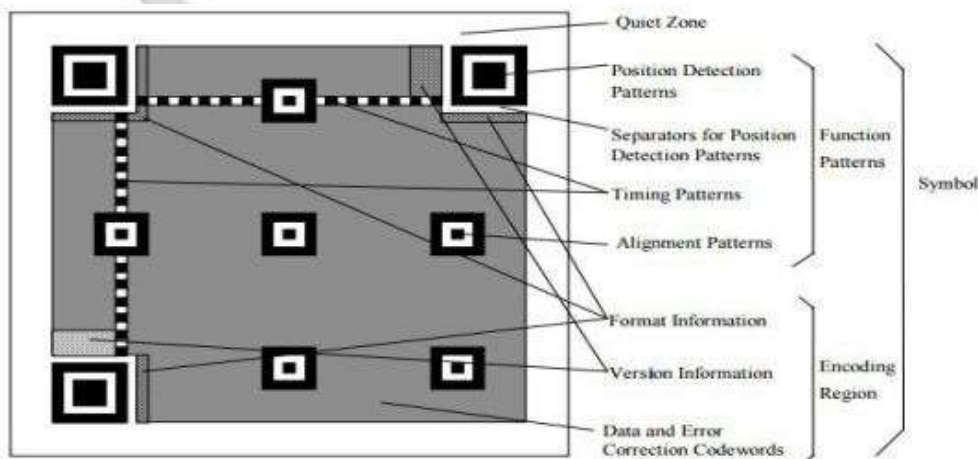 Quiet Zone
Position Detection
Patterns
Separators for Position
Detection Patterns
Function
Patterns
Symbol
Timing Patterns
Alignment Patterns
Format Information
Version Information
Encoding
Region
Data and Error
Correction Codewords